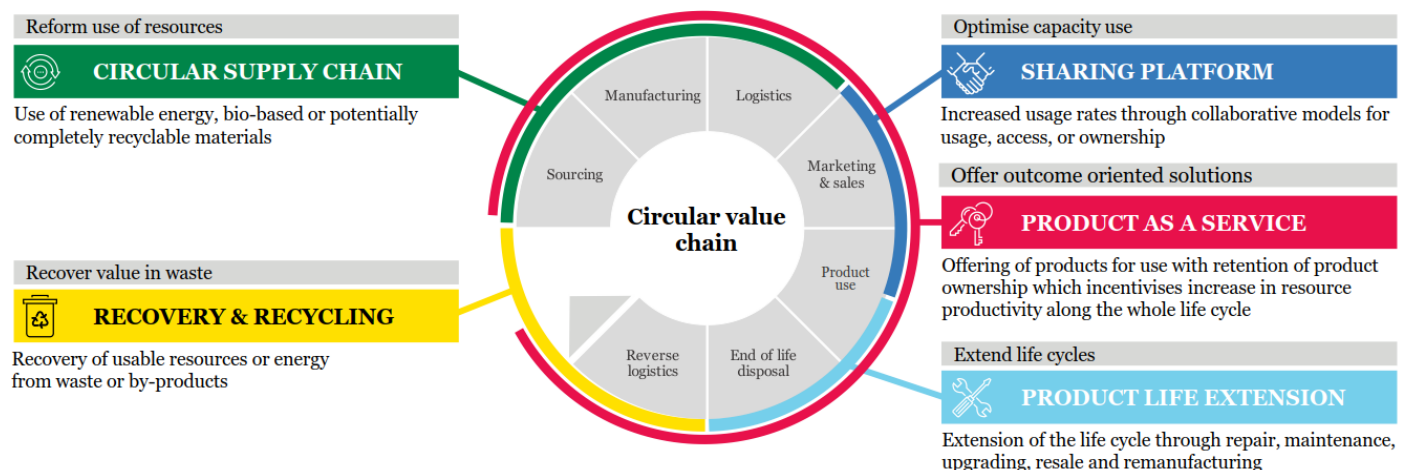 Reform use of resources
CIRCULAR SUPPLY CHAIN
Use of renewable energy, bio-based or potentially
completely recyclable materials
Recover value in waste
RECOVERY & RECYCLING
Recovery of usable resources or energy
from waste or by-products
Manufacturing
Logistics
Sourcing
Marketing
& sales
Circular value
chain
Product
use
Reverse
logistics
End of life
disposal
Optimise capacity use
SHARING PLATFORM
Increased usage rates through collaborative models for
usage, access, or ownership
Offer outcome oriented solutions
PRODUCT AS A SERVICE
Offering of products for use with retention of product
ownership which incentivises increase in resource
productivity along the whole life cycle
Extend life cycles
PRODUCT LIFE EXTENSION
Extension of the life cycle through repair, maintenance,
upgrading, resale and remanufacturing